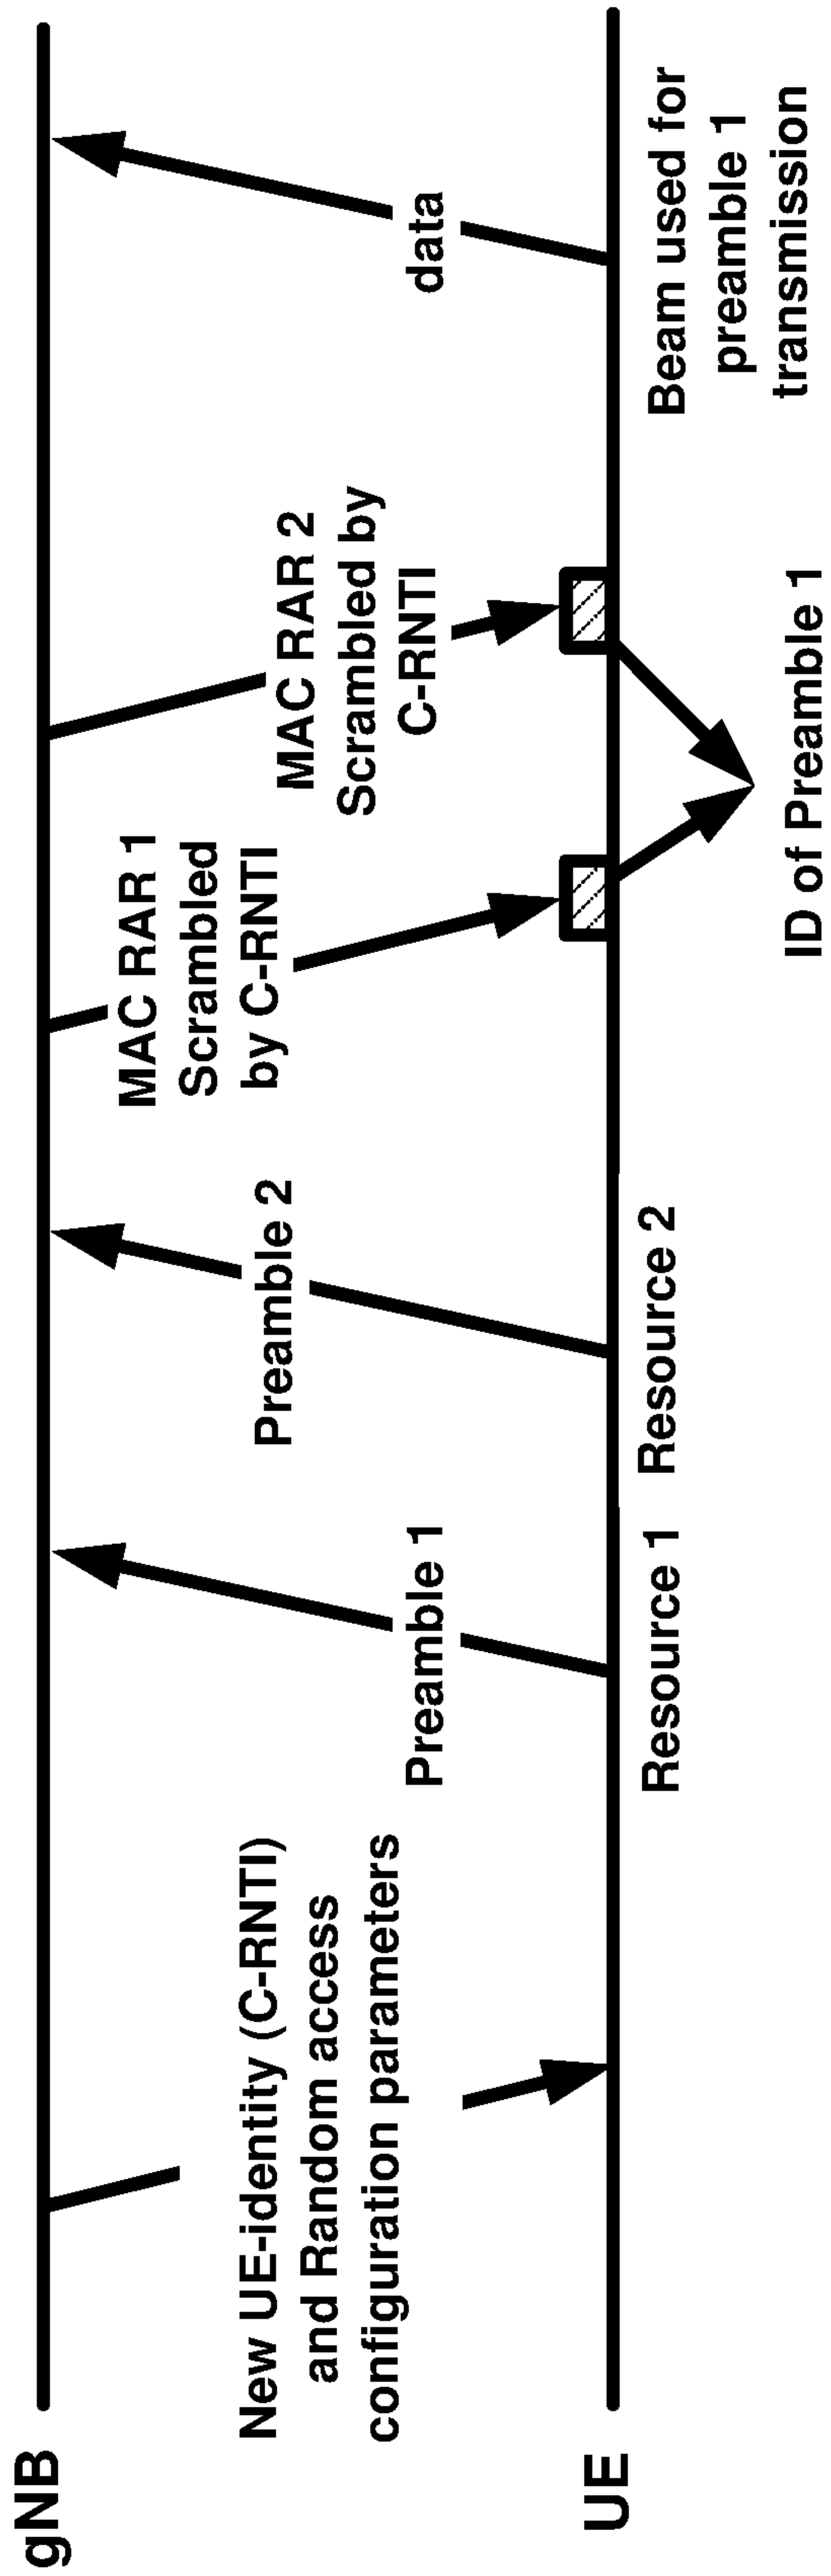 gNB
New UE-identity (C-RNTI)
and Random access
configuration parameters
Preamble 1
Preamble 2
MAC RAR 1
Scrambled
by C-RNTI
MAC RAR 2
Scrambled by
C-RNTI
data
UE
Resource 1
Resource 2
ID of Preamble 1
Beam used for
preamble 1
transmission